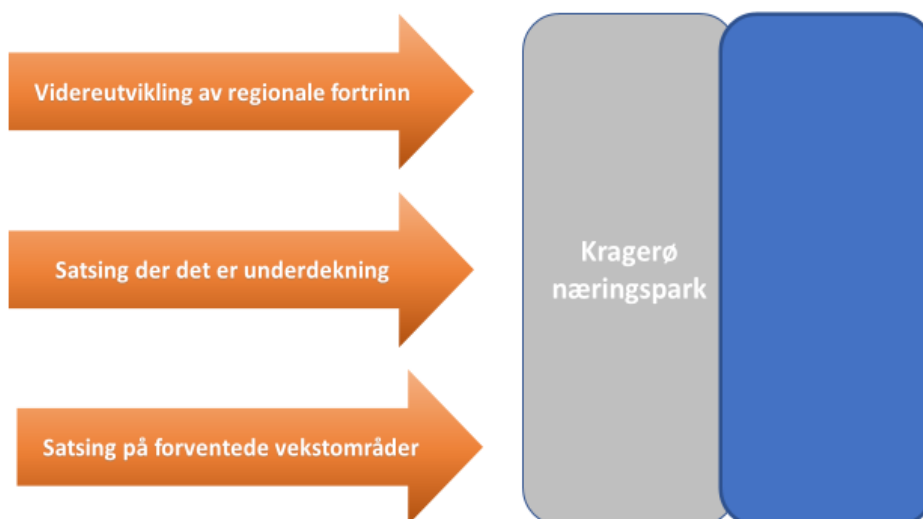 Videreutvikling av regionale fortrinn
Satsing der det er underdekning
Satsing på forventede vekstområder
Kragerø
næringspark